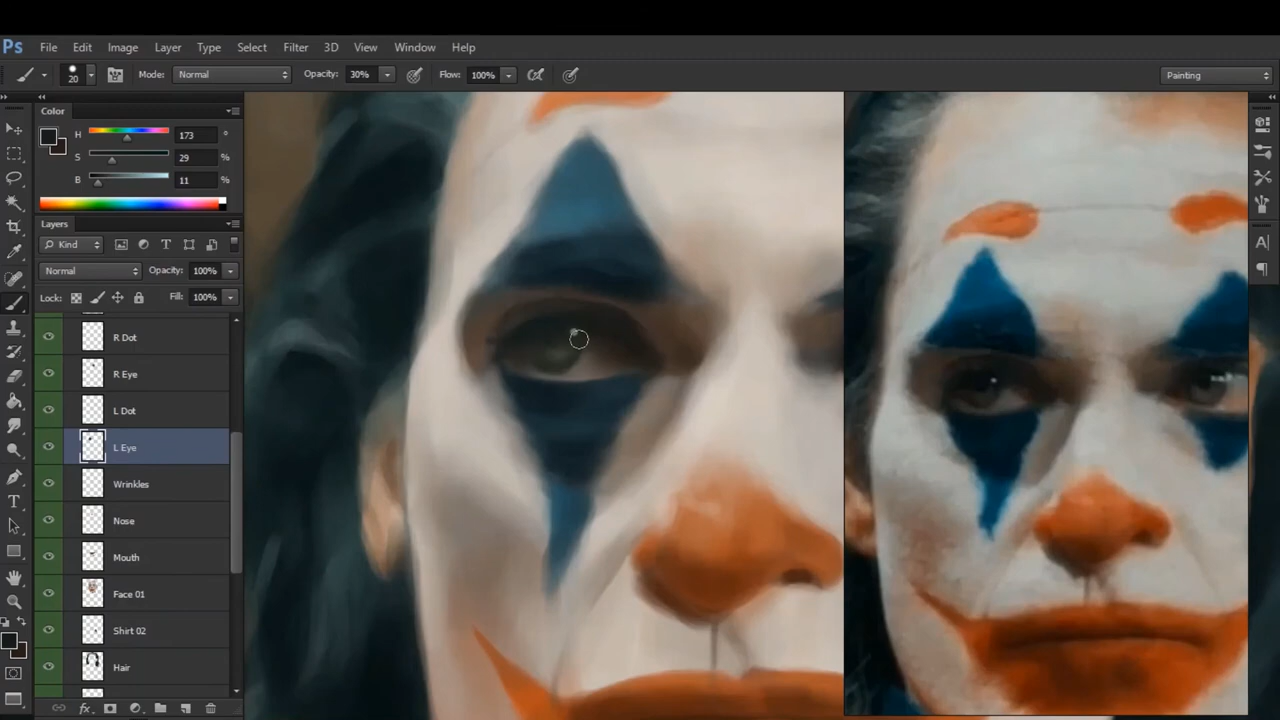 Ps File Edit Image Layer Type Select Filter 3D View Window Help
20 Mode: Normal Opacity: 30% Flow: 100% Painting
Color
H 173 °
S 29 %
B 11 %
Layers
Kind
Normal Opacity: 100%
Lock: Fill: 100%
R Dot
R Eye
L Dot
L Eye
Wrinkles
Nose
Mouth
Face 01
Shirt 02
Hair
fx